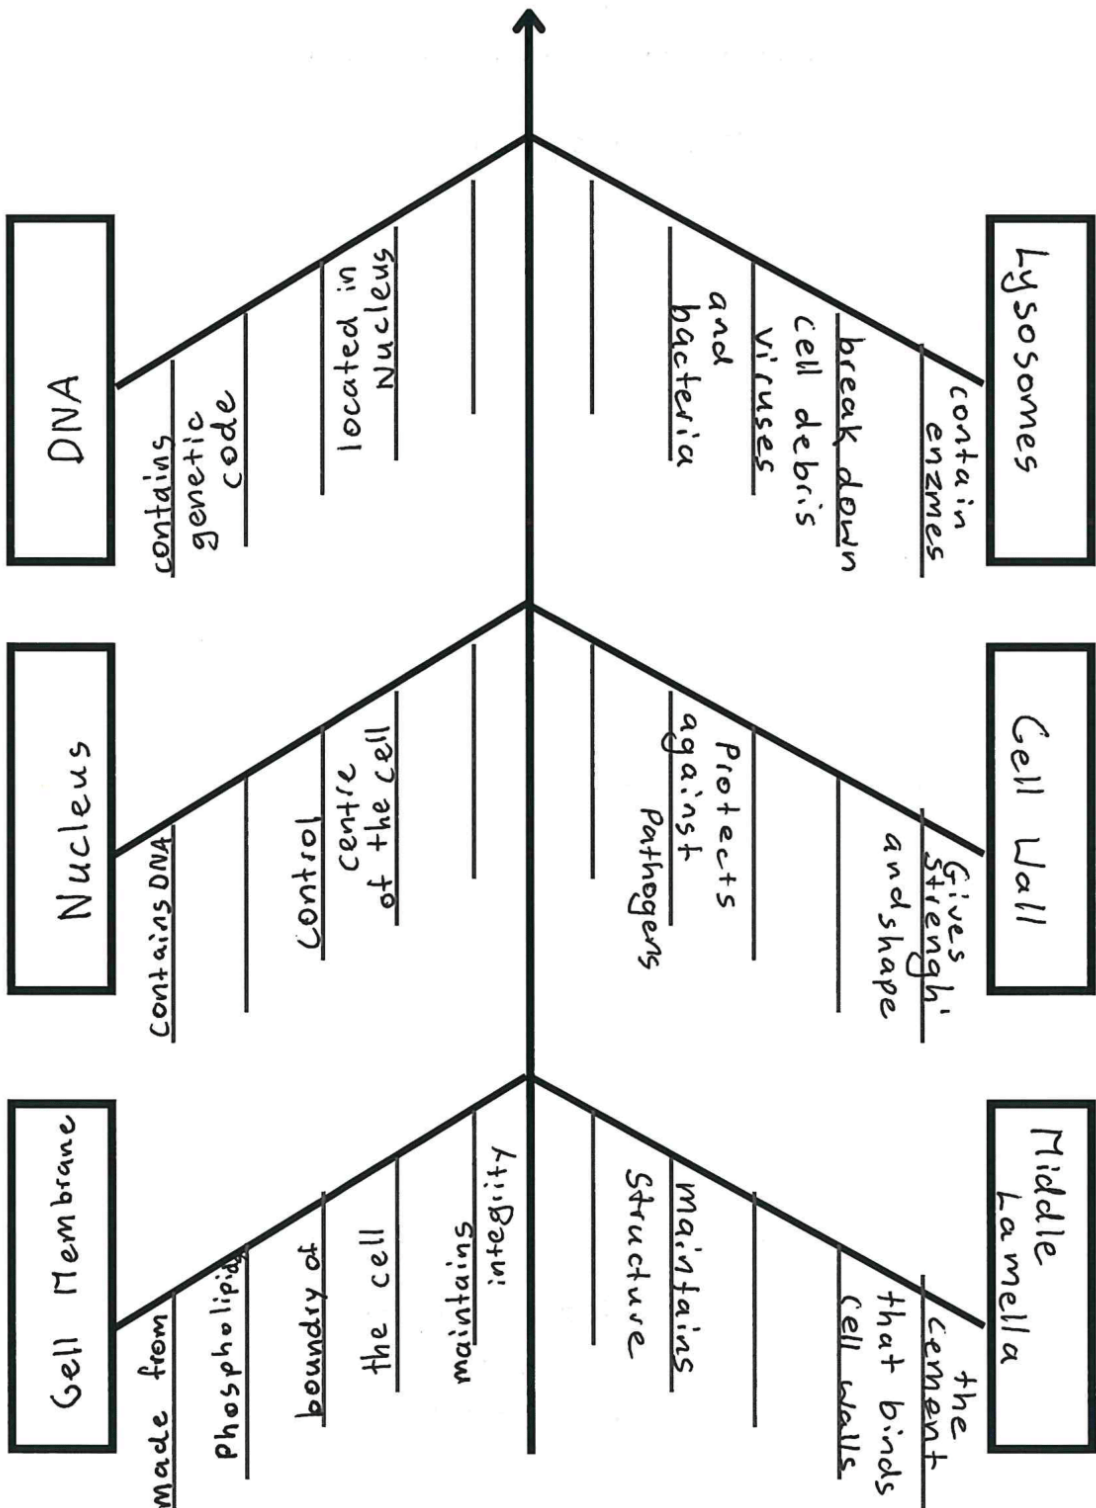 DNA
contains
genetic
code
located in
Nucleus
Lysosomes
contain
enzmes
break down
cell debris
viruses
and
bacteria
Nucleus
contains DNA
control
centre
of the cell
Cell Wall
Gives
strengh'
and shape
Protects
against
Pathogens
Cell Membrane
made from
phospholipids
boundry of
the cell
maintains
integrity
Middle
Lamella
the
cement
that binds
cell walls
maintains
structure